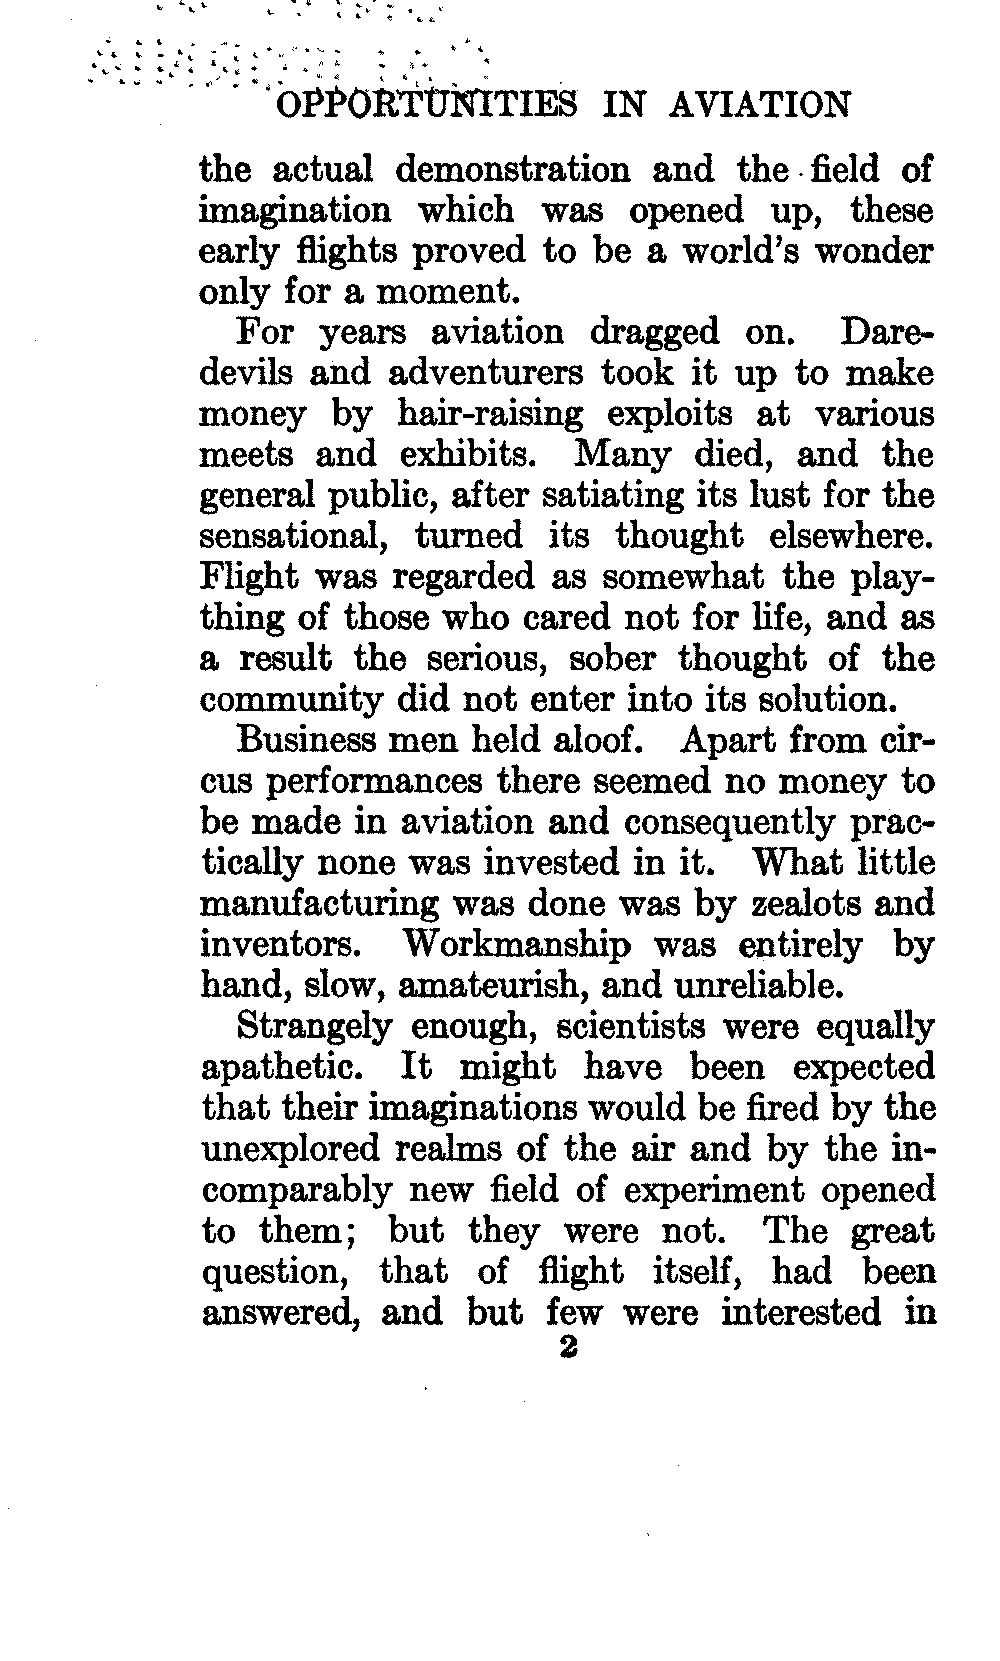 OPPORTUNITIES IN AVIATION
the actual demonstration and the field of
imagination which was opened up, these
early flights proved to be a world's wonder
only for a moment.
For years aviation dragged on. Dare-
devils and adventurers took it up to make
money by hair-raising exploits at various
meets and exhibits. Many died, and the
general public, after satiating its lust for the
sensational, turned its thought elsewhere.
Flight was regarded as somewhat the play-
thing of those who cared not for life, and as
a result the serious, sober thought of the
community did not enter into its solution.
Business men held aloof. Apart from cir-
cus performances there seemed no money to
be made in aviation and consequently prac-
tically none was invested in it. What little
manufacturing was done was by zealots and
inventors. Workmanship was entirely by
hand, slow, amateurish, and unreliable.
Strangely enough, scientists were equally
apathetic. It might have been expected
that their imaginations would be fired by the
unexplored realms of the air and by the in-
comparably new field of experiment opened
to them; but they were not. The great
question, that of flight itself, had been
answered, and but few were interested in
2